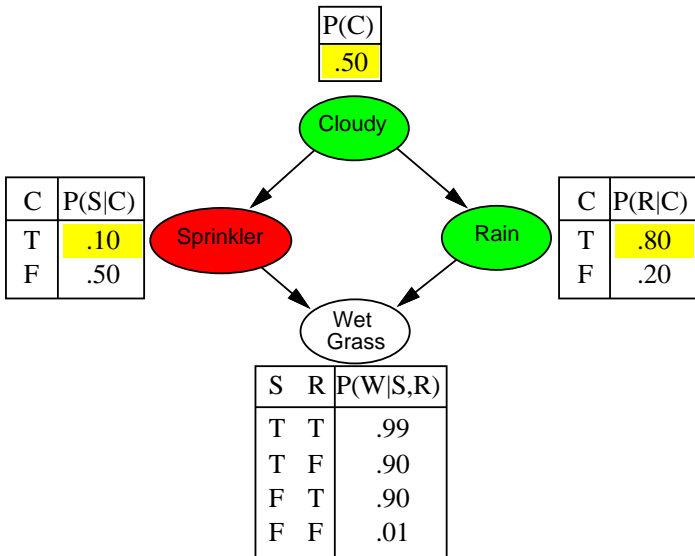 P(C)
.50
Cloudy
C P(S|C)
T .10
F .50
Sprinkler
Rain
C P(R|C)
T .80
F .20
Wet
Grass
S R P(W|S,R)
T T .99
T F .90
F T .90
F F .01